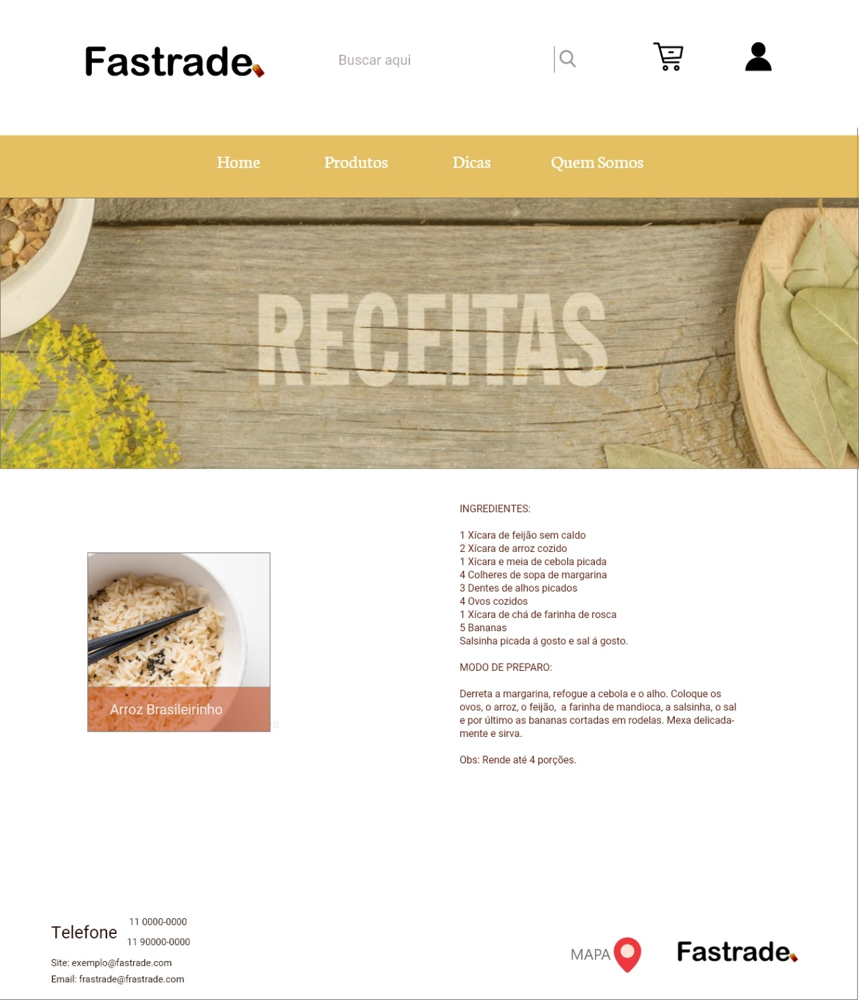 Fastrade
Buscar aqui
Home Produtos Dicas Quem Somos
RECEITAS
Arroz Brasileirinho
INGREDIENTES:
1 Xícara de feijão sem caldo
2 Xícara de arroz cozido
1 Xícara e meia de cebola picada
4 Colheres de sopa de margarina
3 Dentes de alhos picados
4 Ovos cozidos
1 Xícara de chá de farinha de rosca
5 Bananas
Salsinha picada á gosto e sal á gosto.
MODO DE PREPARO:
Derreta a margarina, refogue a cebola e o alho. Coloque os
ovos, o arroz, o feijão,  a farinha de mandioca, a salsinha, o sal
e por último as bananas cortadas em rodelas. Mexa delicada-
mente e sirva.
Obs: Rende até 4 porções.
Telefone
11 0000-0000
11 90000-0000
Site: exemplo@fastrade.com
Email: frastrade@frastrade.com
MAPA
Fastrade